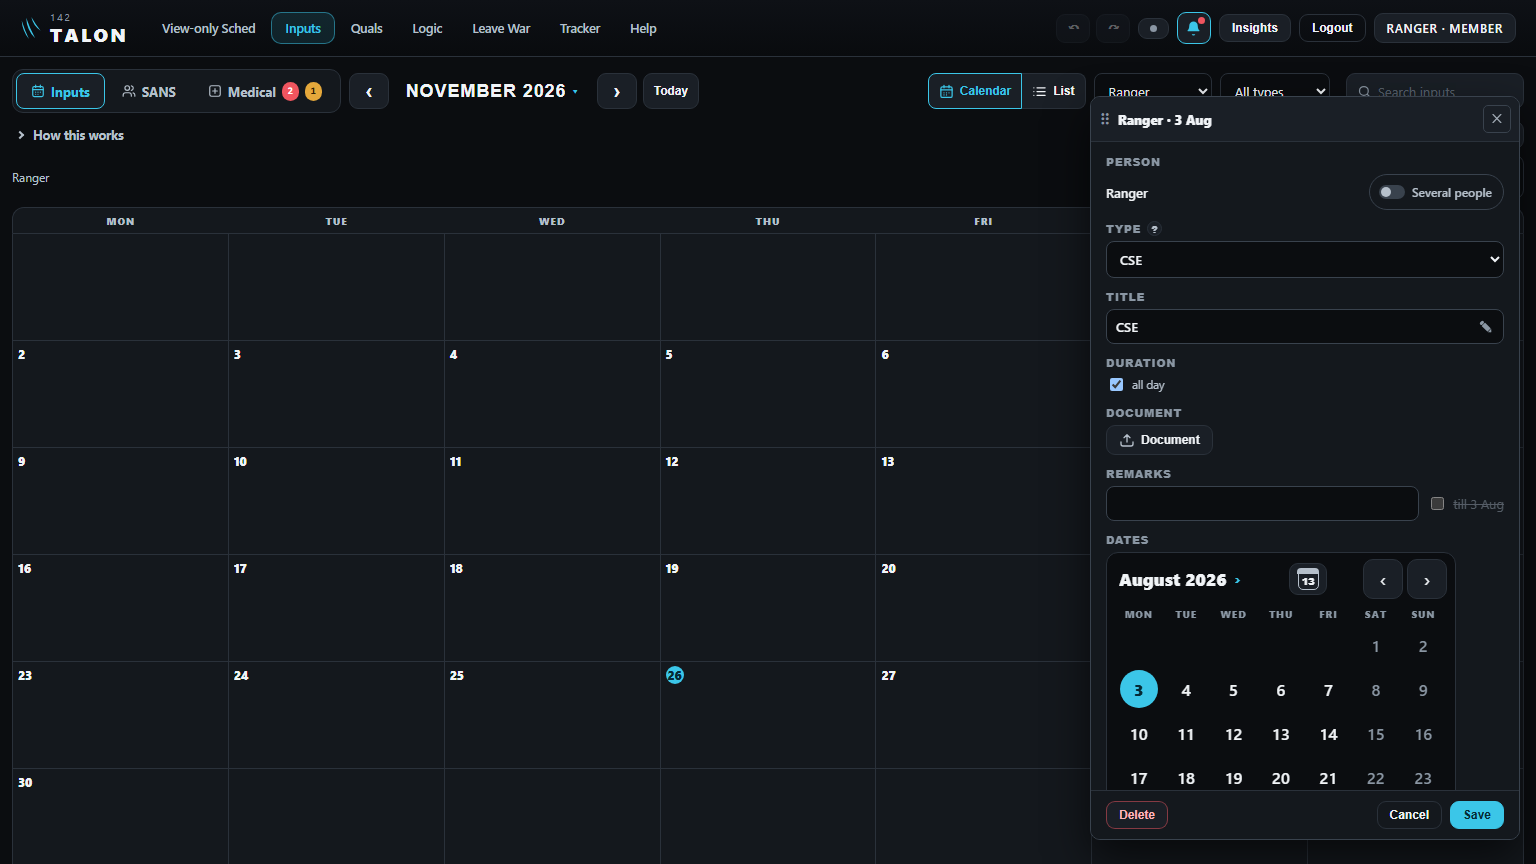 142
TALON
View-only Sched
Inputs
Quals
Logic
Leave War
Tracker
Help
Insights
Logout
RANGER · MEMBER
Inputs
SANS
Medical 2 1
‹
NOVEMBER 2026
›
Today
Calendar
List
Ranger
All types
Search inputs
How this works
Ranger
MON TUE WED THU FRI
2 3 4 5 6
9 10 11 12 13
16 17 18 19 20
23 24 25 26 27
30
Ranger · 3 Aug
PERSON
Ranger
Several people
TYPE ?
CSE
TITLE
CSE
DURATION
all day
DOCUMENT
Document
REMARKS
till 3 Aug
DATES
August 2026 ›
13
‹ ›
MON TUE WED THU FRI SAT SUN
1 2
3 4 5 6 7 8 9
10 11 12 13 14 15 16
17 18 19 20 21 22 23
Delete
Cancel
Save